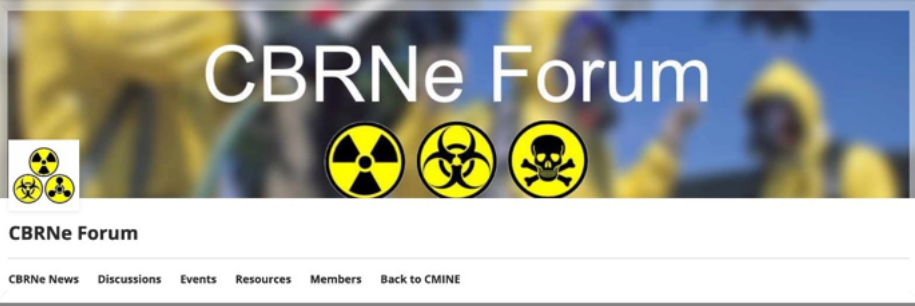 CBRNe Forum
CBRNe Forum
CBRNe News Discussions Events Resources Members Back to CMINE